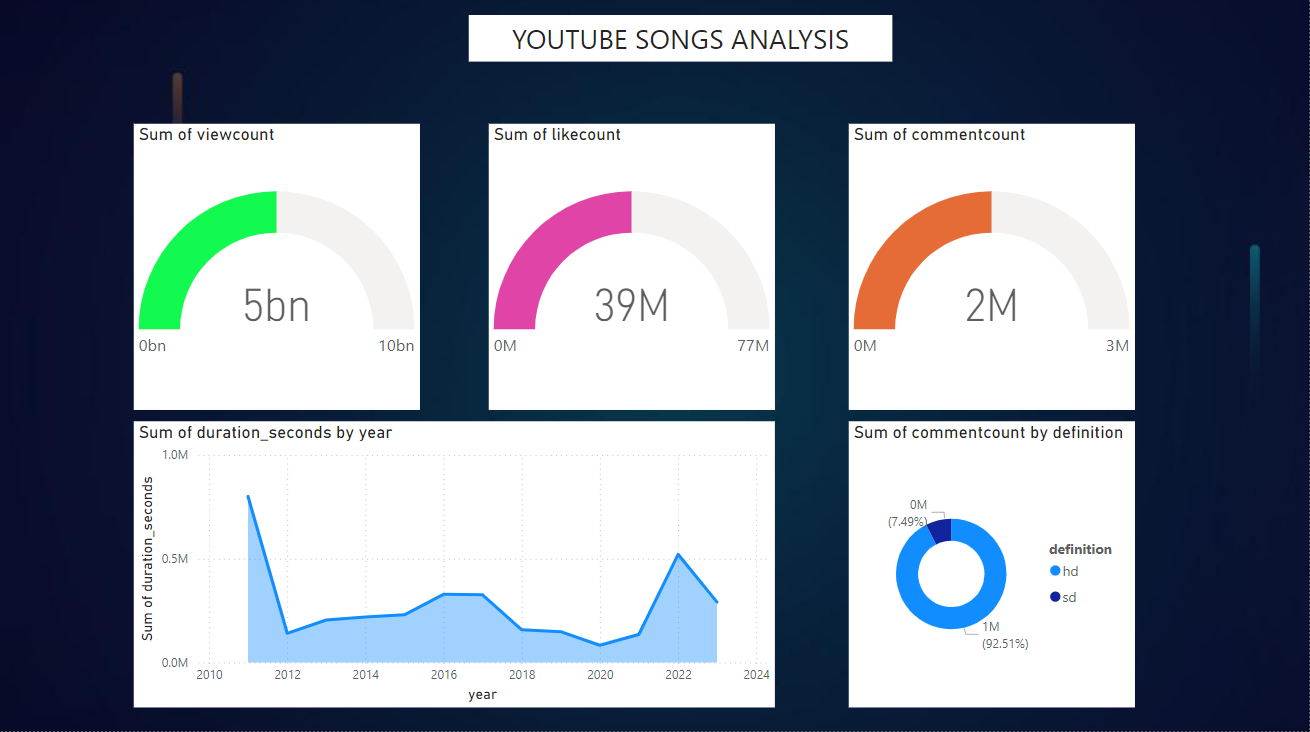 YOUTUBE SONGS ANALYSIS
Sum of viewcount
5bn
0bn 10bn
Sum of likecount
39M
0M 77M
Sum of commentcount
2M
0M 3M
Sum of duration_seconds by year
Sum of duration_seconds
1.0M
0.5M
0.0M
2010 2012 2014 2016 2018 2020 2022 2024
year
Sum of commentcount by definition
0M
(7.49%)
1M
(92.51%)
definition
hd
sd